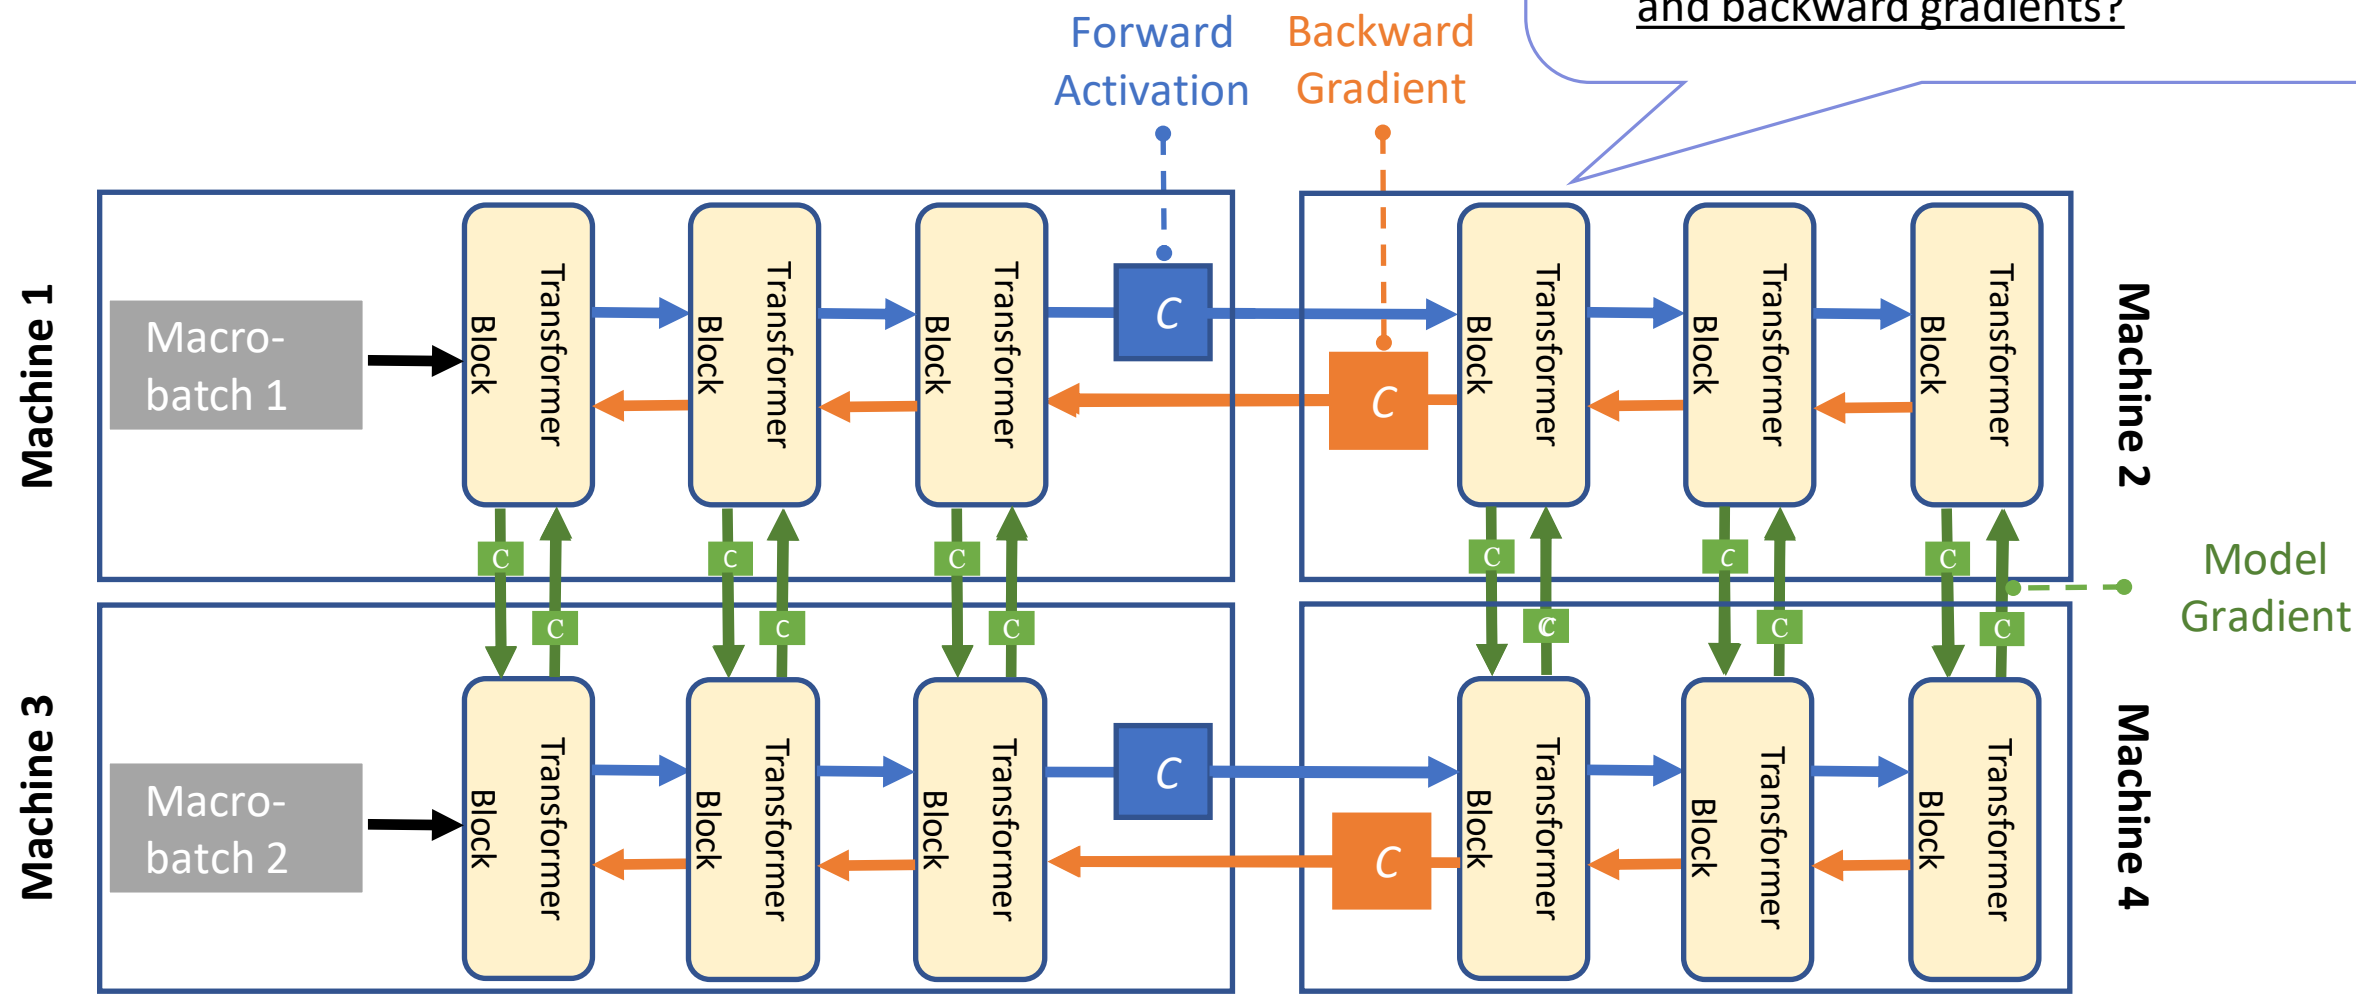 and backward gradients?
Forward
Activation
Backward
Gradient
Machine 1
Macro-
batch 1
Transformer
Block
Transformer
Block
Transformer
Block
C
C
Transformer
Block
Transformer
Block
Transformer
Block
Machine 2
C
C
C
C
C
C
Model
Gradient
C
C
C
C
C
C
Machine 3
Macro-
batch 2
Transformer
Block
Transformer
Block
Transformer
Block
C
C
Transformer
Block
Transformer
Block
Transformer
Block
Machine 4